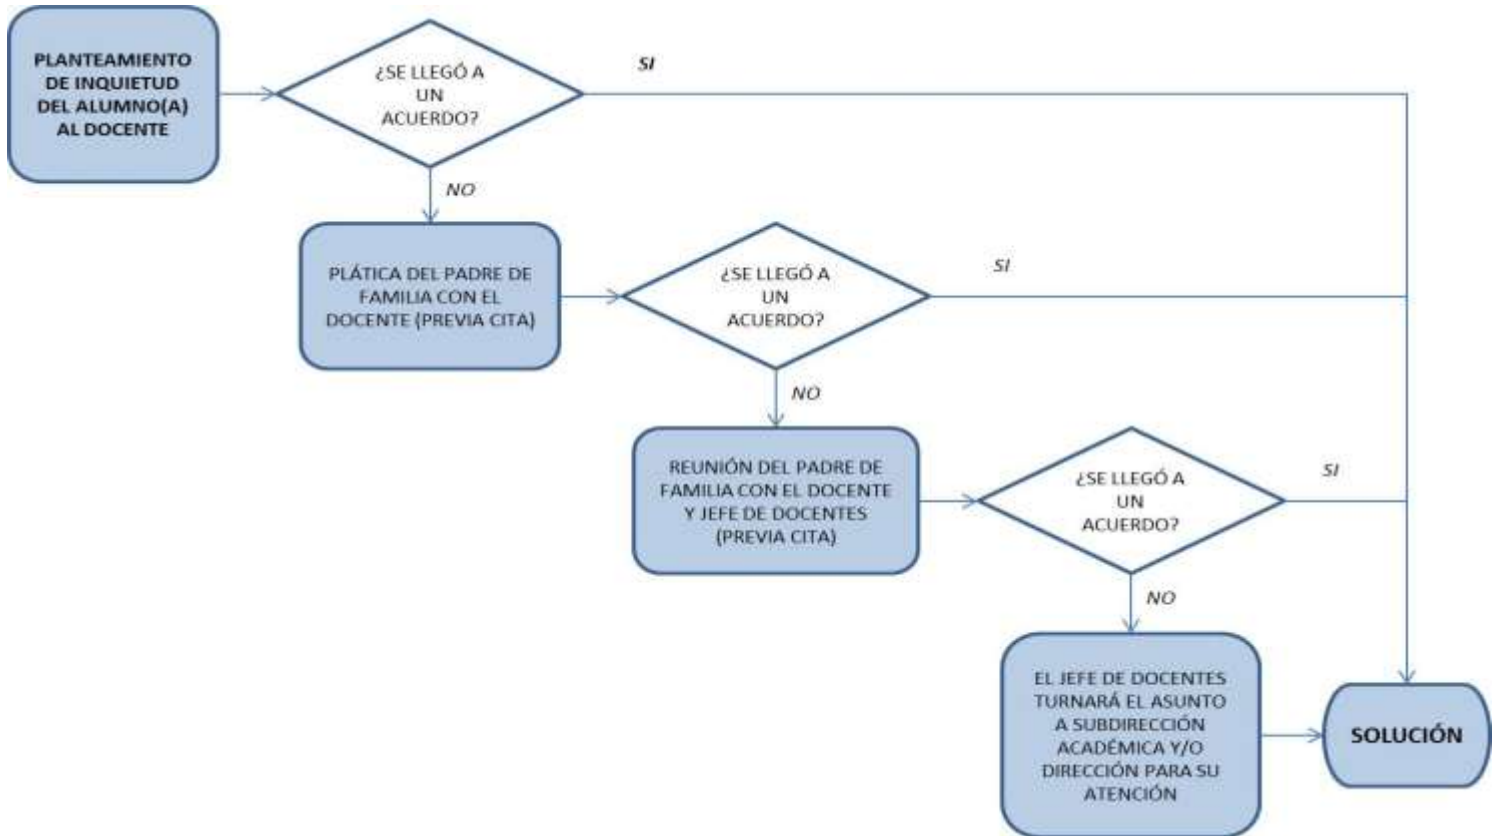 PLANTEAMIENTO
DE INQUIETUD
DEL ALUMNO(A)
AL DOCENTE
¿SE LLEGÓ A
UN
ACUERDO?
SI
NO
PLÁTICA DEL PADRE DE
FAMILIA CON EL
DOCENTE (PREVIA CITA)
¿SE LLEGÓ A
UN
ACUERDO?
SI
NO
REUNIÓN DEL PADRE DE
FAMILIA CON EL DOCENTE
Y JEFE DE DOCENTES
(PREVIA CITA)
¿SE LLEGÓ A
UN
ACUERDO?
SI
NO
EL JEFE DE DOCENTES
TURNARÁ EL ASUNTO
A SUBDIRECCIÓN
ACADÉMICA Y/O
DIRECCIÓN PARA SU
ATENCIÓN
SOLUCIÓN